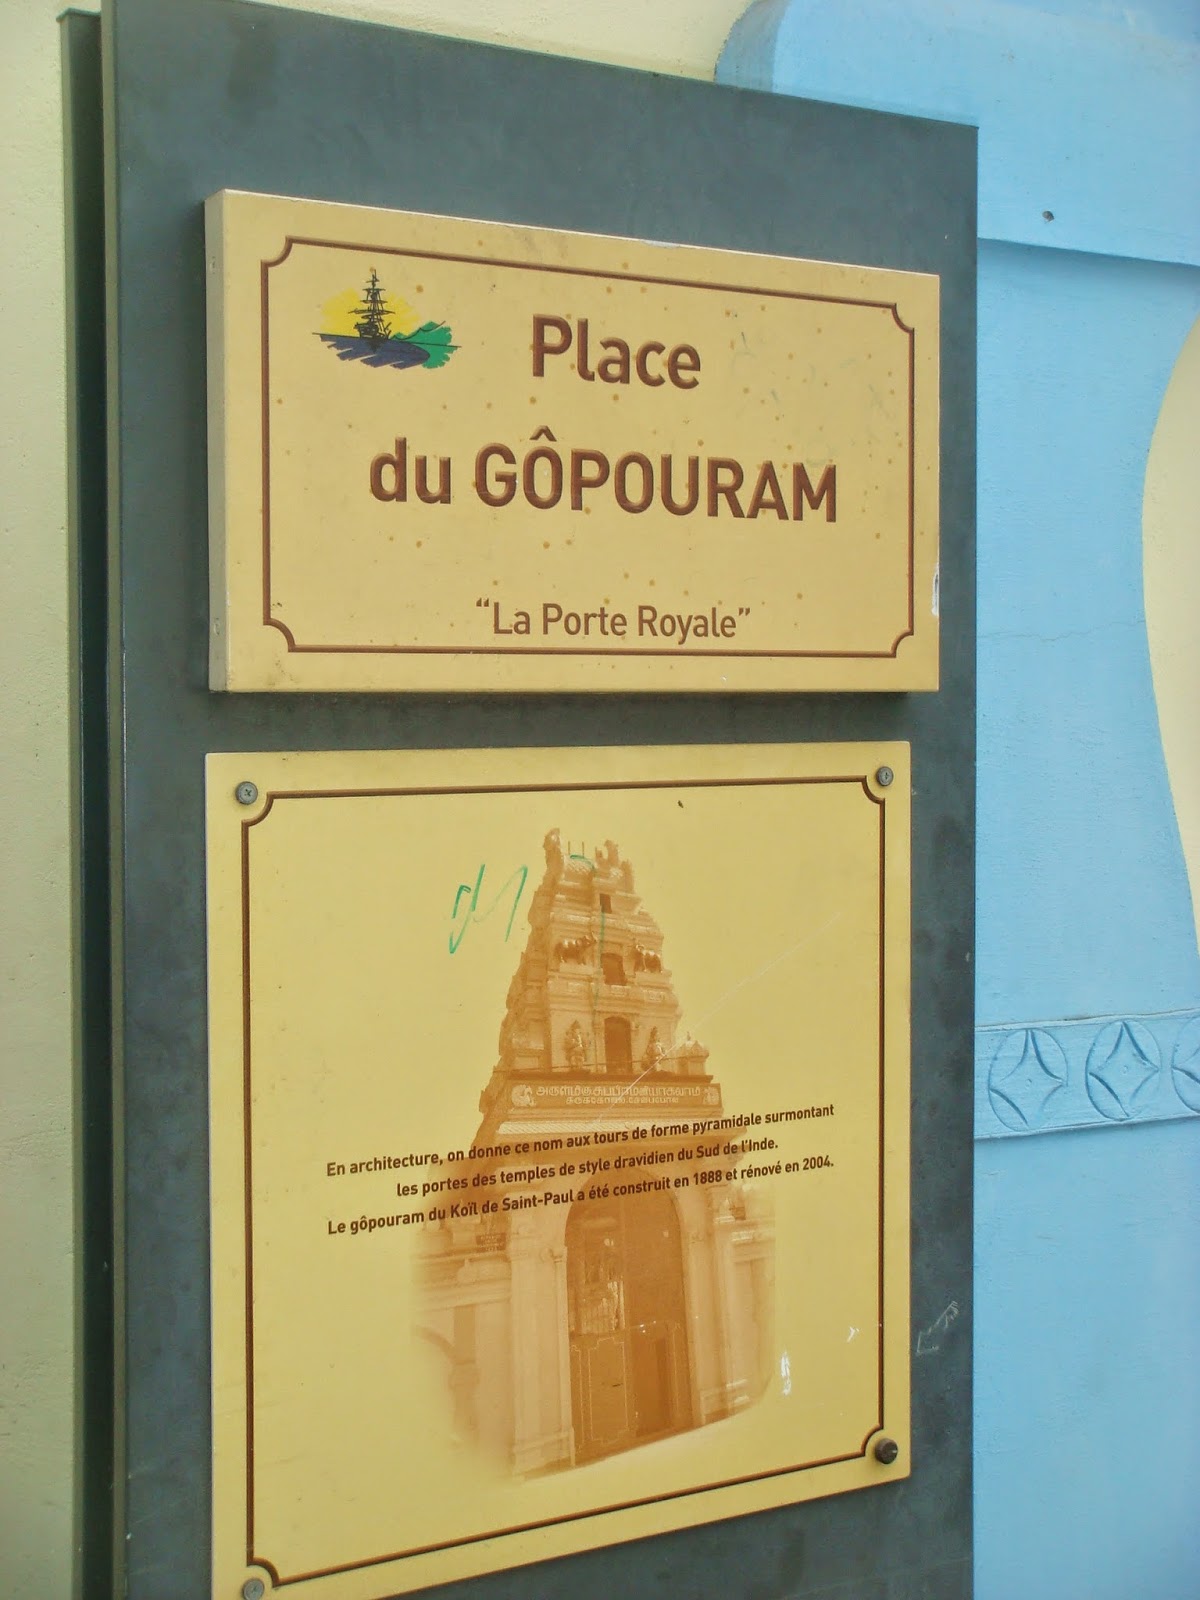 Place
du GÔPOURAM
“La Porte Royale”
En architecture, on donne ce nom aux tours de forme pyramidale surmontant
les portes des temples de style dravidien du Sud de l'Inde.
Le gôpouram du Koïl de Saint-Paul a été construit en 1888 et rénové en 2004.